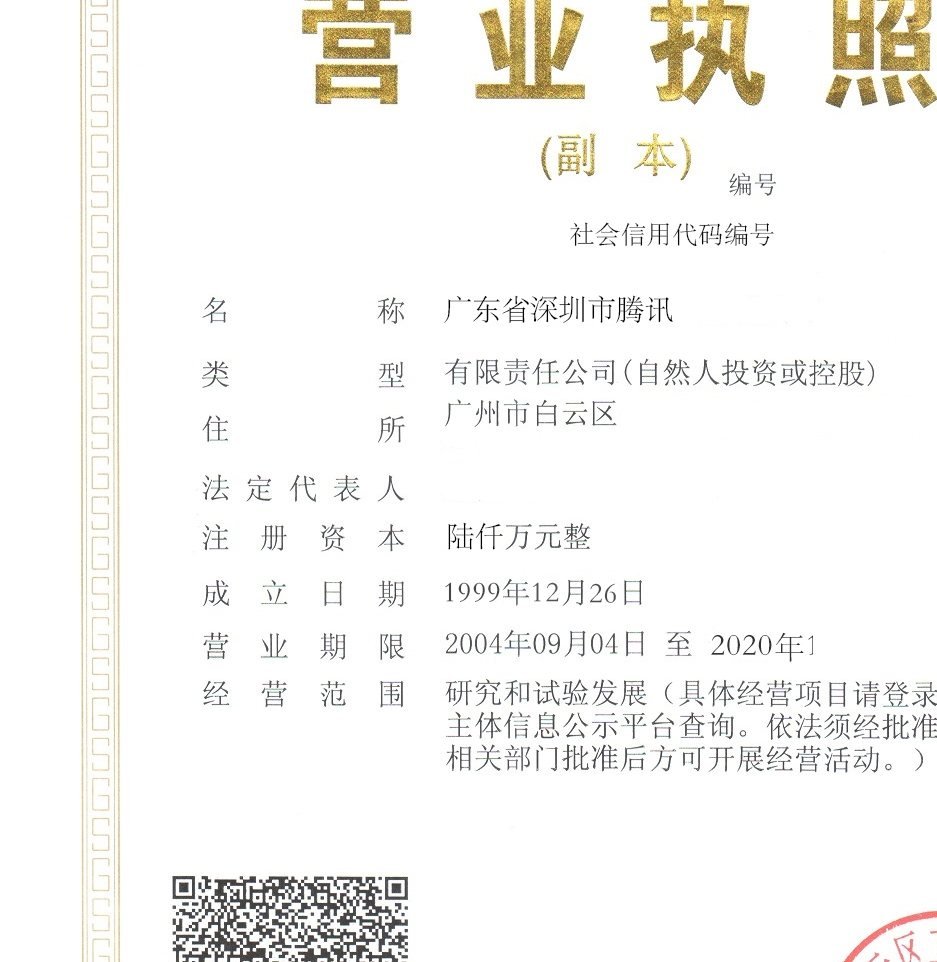 营业执照
(副 本)
编号
社会信用代码编号
名 称 广东省深圳市腾讯
类 型 有限责任公司(自然人投资或控股)
住 所 广州市白云区
法定代表人
注册资本 陆仟万元整
成立日期 1999年12月26日
营业期限 2004年09月04日 至 2020年1
经营范围 研究和试验发展（具体经营项目请登录
主体信息公示平台查询。依法须经批准
相关部门批准后方可开展经营活动。）
区